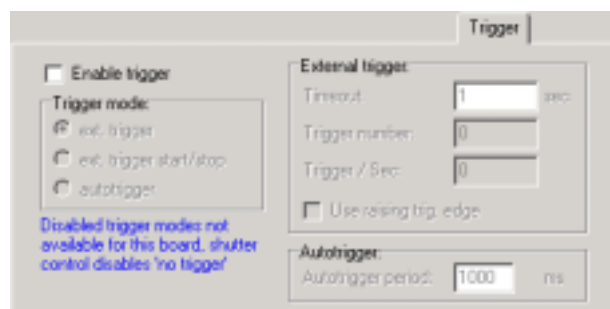 Trigger
Enable trigger
Trigger mode:
ext. trigger
ext. trigger start/stop
autotrigger
Disabled trigger modes not
available for this board, shutter
control disables 'no trigger'
External trigger:
Timeout: 1 sec
Trigger number: 0
Trigger / Sec: 0
Use raising trig. edge
Autotrigger:
Autotrigger period: 1000 ms